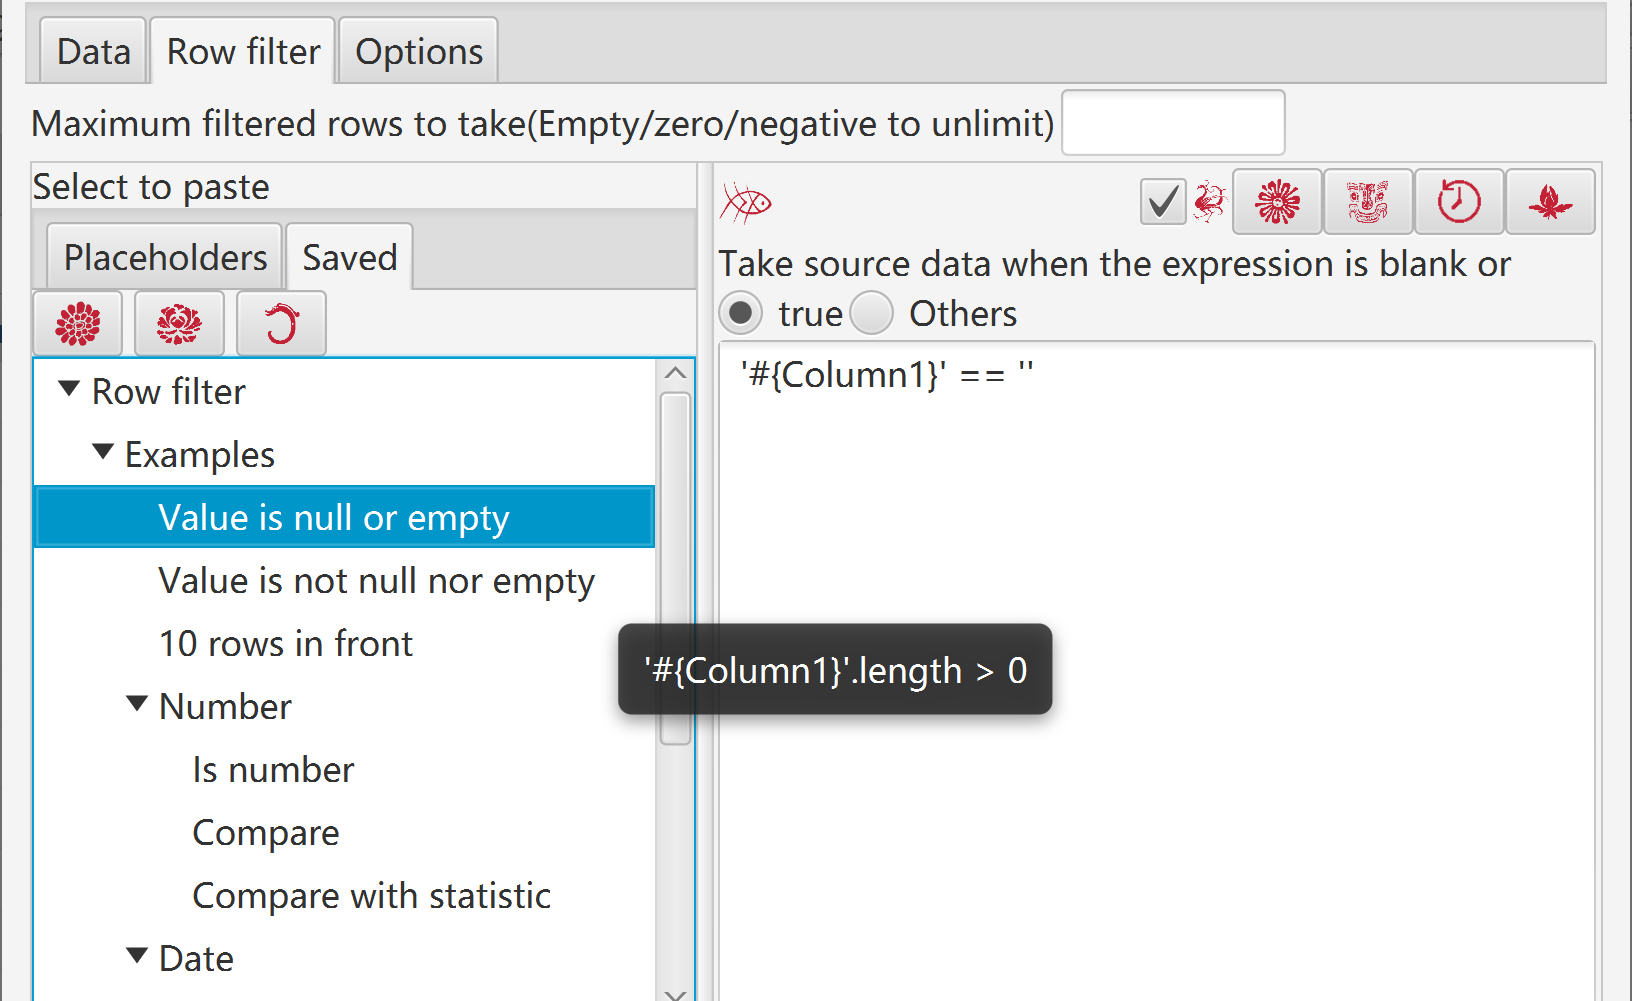 Data Row filter Options
Maximum filtered rows to take(Empty/zero/negative to unlimit)
Select to paste
Placeholders Saved
Row filter
Examples
Value is null or empty
Value is not null nor empty
10 rows in front
Number
Is number
Compare
Compare with statistic
Date
Take source data when the expression is blank or
true Others
'#{Column1}' == ''
'#{Column1}'.length > 0